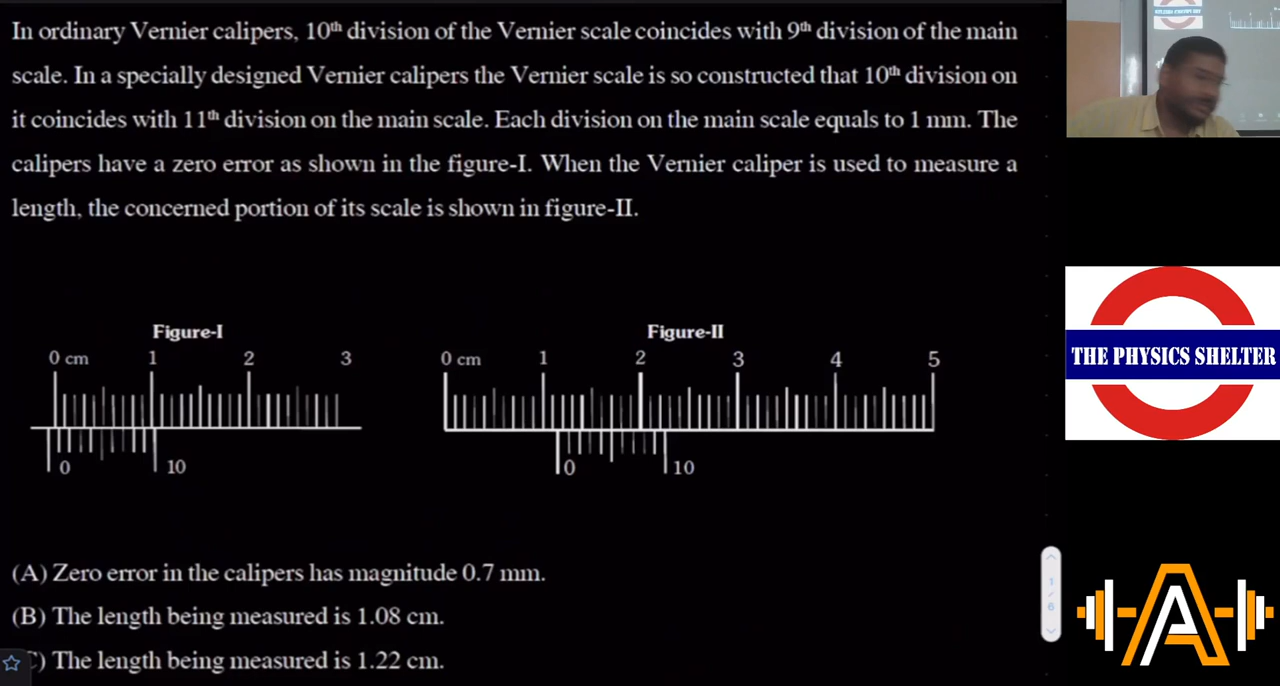 In ordinary Vernier calipers, 10th division of the Vernier scale coincides with 9th division of the main
scale. In a specially designed Vernier calipers the Vernier scale is so constructed that 10th division on
it coincides with 11th division on the main scale. Each division on the main scale equals to 1 mm. The
calipers have a zero error as shown in the figure-I. When the Vernier caliper is used to measure a
length, the concerned portion of its scale is shown in figure-II.
Figure-I
0 cm 1 2 3
0 10
Figure-II
0 cm 1 2 3 4 5
0 10
(A) Zero error in the calipers has magnitude 0.7 mm.
(B) The length being measured is 1.08 cm.
C) The length being measured is 1.22 cm.
THE PHYSICS SHELTER
1
/
6